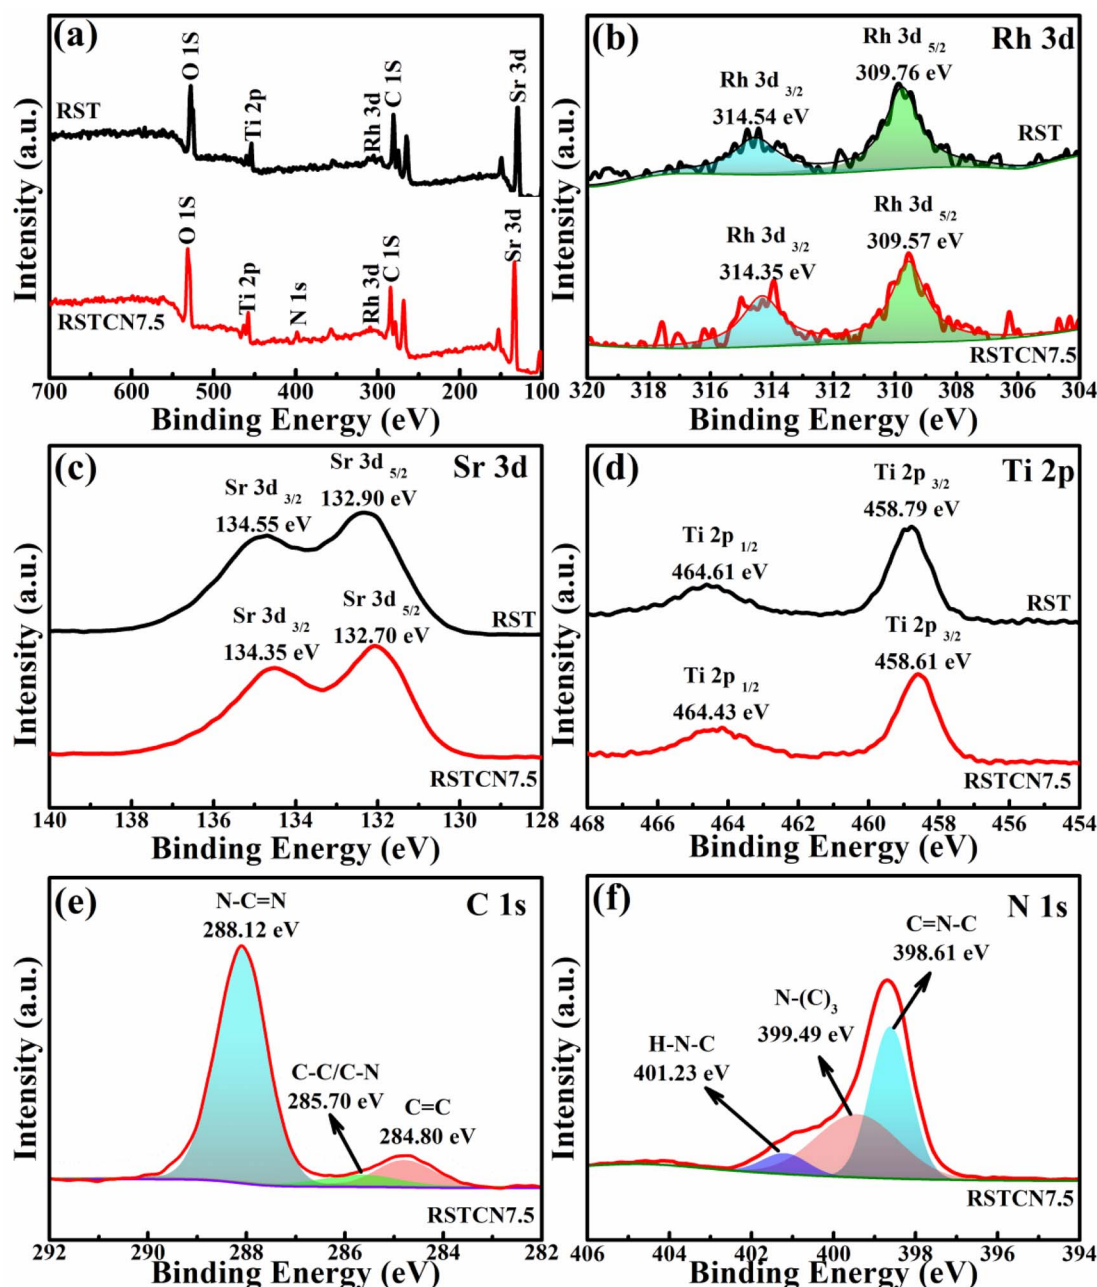 (a)
O 1S
RST
Ti 2p
Rh 3d
C 1S
Sr 3d
O 1S
Ti 2p
N 1s
Rh 3d
C 1S
Sr 3d
RSTCN7.5
Intensity (a.u.)
700 600 500 400 300 200 100
Binding Energy (eV)
(b)
Rh 3d
Rh 3d 5/2
309.76 eV
Rh 3d 3/2
314.54 eV
RST
Rh 3d 5/2
309.57 eV
Rh 3d 3/2
314.35 eV
RSTCN7.5
Intensity (a.u.)
320 318 316 314 312 310 308 306 304
Binding Energy (eV)
(c)
Sr 3d
Sr 3d 5/2
132.90 eV
Sr 3d 3/2
134.55 eV
RST
Sr 3d 5/2
132.70 eV
Sr 3d 3/2
134.35 eV
RSTCN7.5
Intensity (a.u.)
140 138 136 134 132 130 128
Binding Energy (eV)
(d)
Ti 2p
Ti 2p 3/2
458.79 eV
Ti 2p 1/2
464.61 eV
RST
Ti 2p 3/2
458.61 eV
Ti 2p 1/2
464.43 eV
RSTCN7.5
Intensity (a.u.)
468 466 464 462 460 458 456 454
Binding Energy (eV)
(e)
C 1s
N-C=N
288.12 eV
C-C/C-N
285.70 eV
C=C
284.80 eV
RSTCN7.5
Intensity (a.u.)
292 290 288 286 284 282
Binding Energy (eV)
(f)
N 1s
C=N-C
398.61 eV
N-(C)3
399.49 eV
H-N-C
401.23 eV
RSTCN7.5
Intensity (a.u.)
406 404 402 400 398 396 394
Binding Energy (eV)